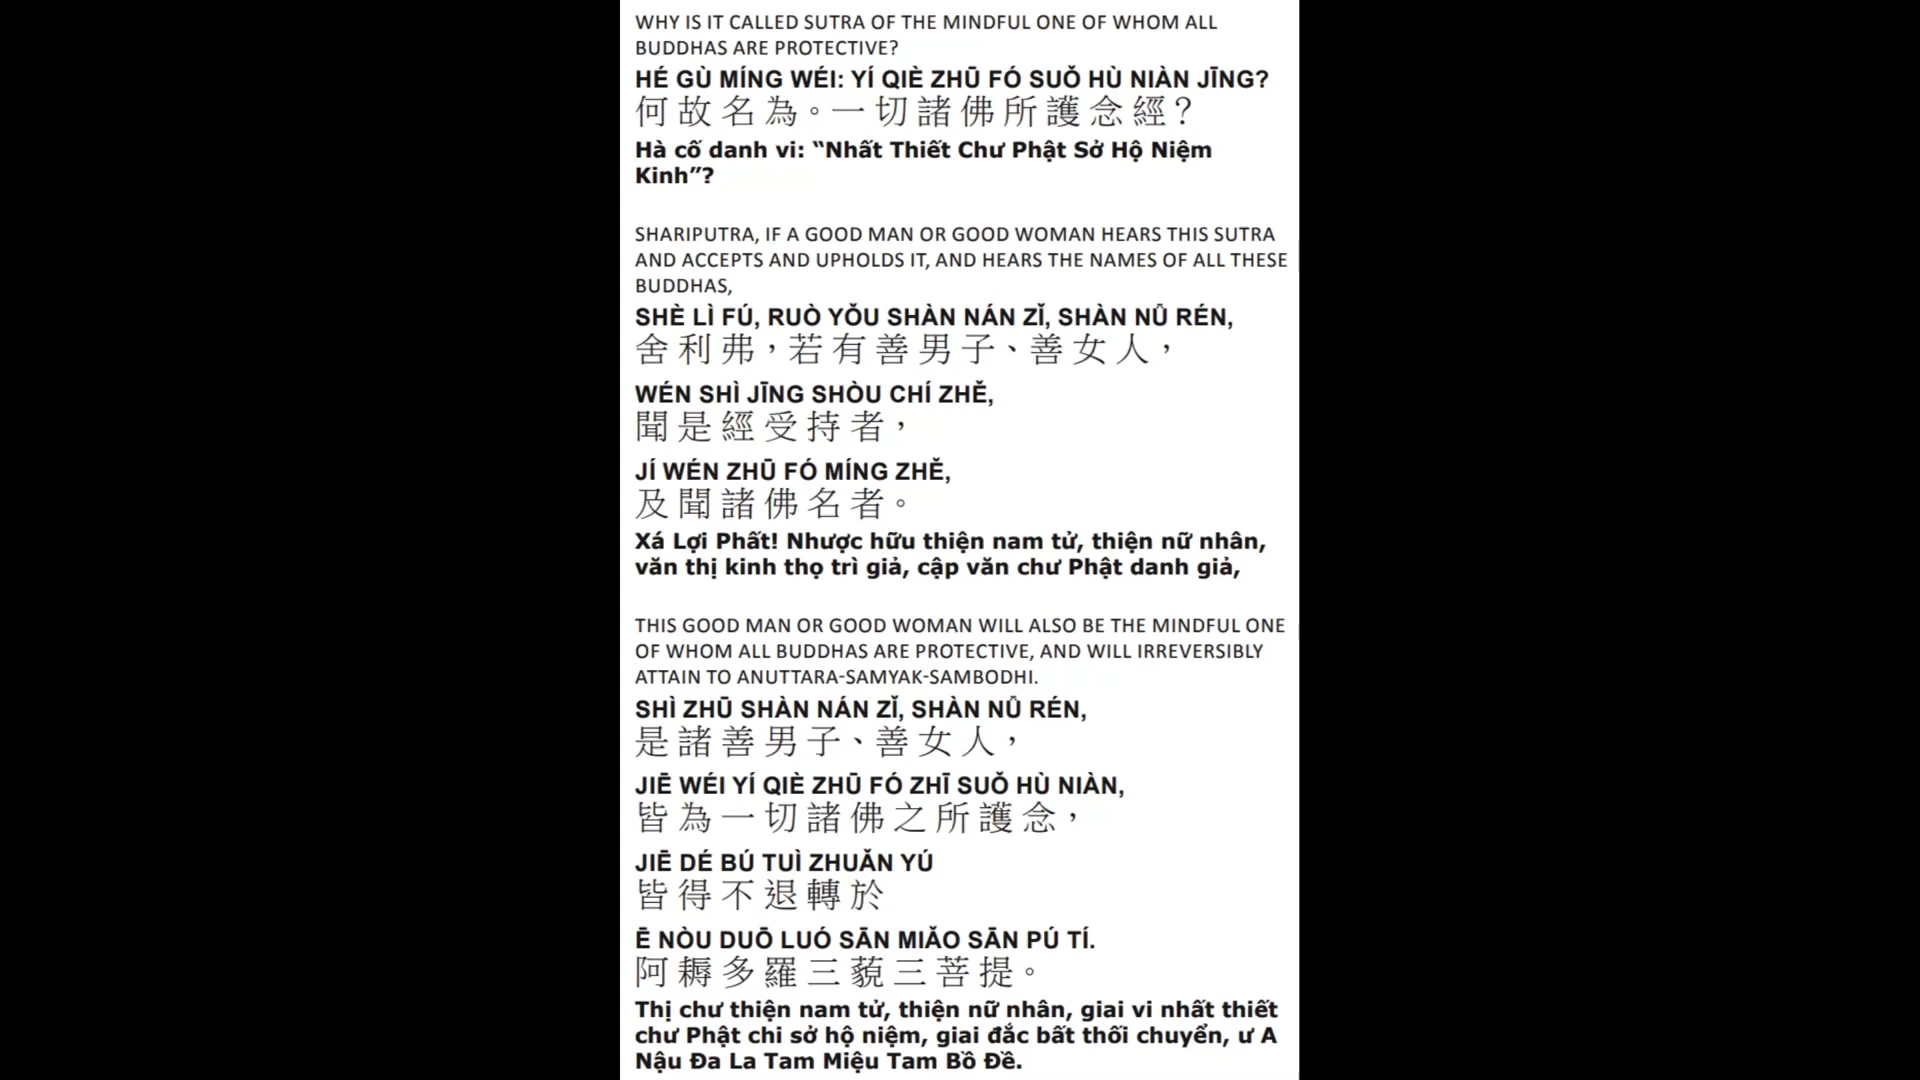 WHY IS IT CALLED SUTRA OF THE MINDFUL ONE OF WHOM ALL
BUDDHAS ARE PROTECTIVE?
HÉ GÙ MÍNG WÉI: YÍ QIÈ ZHŪ FÓ SUǑ HÙ NIÀN JĪNG?
何故名為。一切諸佛所護念經？
Hà cố danh vi: “Nhất Thiết Chư Phật Sở Hộ Niệm
Kinh”?
SHARIPUTRA, IF A GOOD MAN OR GOOD WOMAN HEARS THIS SUTRA
AND ACCEPTS AND UPHOLDS IT, AND HEARS THE NAMES OF ALL THESE
BUDDHAS,
SHÈ LÌ FÚ, RUÒ YǑU SHÀN NÁN ZǏ, SHÀN NǙ RÉN,
舍利弗，若有善男子、善女人，
WÉN SHÌ JĪNG SHÒU CHÍ ZHĚ,
聞是經受持者，
JÍ WÉN ZHŪ FÓ MÍNG ZHĚ,
及聞諸佛名者。
Xá Lợi Phất! Nhược hữu thiện nam tử, thiện nữ nhân,
văn thị kinh thọ trì giả, cập văn chư Phật danh giả,
THIS GOOD MAN OR GOOD WOMAN WILL ALSO BE THE MINDFUL ONE
OF WHOM ALL BUDDHAS ARE PROTECTIVE, AND WILL IRREVERSIBLY
ATTAIN TO ANUTTARA-SAMYAK-SAMBODHI.
SHÌ ZHŪ SHÀN NÁN ZǏ, SHÀN NǙ RÉN,
是諸善男子、善女人，
JIĒ WÉI YÍ QIÈ ZHŪ FÓ ZHĪ SUǑ HÙ NIÀN,
皆為一切諸佛之所護念，
JIĒ DÉ BÚ TUÌ ZHUǍN YÚ
皆得不退轉於
Ē NÒU DUŌ LUÓ SĀN MIǍO SĀN PÚ TÍ.
阿耨多羅三藐三菩提。
Thị chư thiện nam tử, thiện nữ nhân, giai vi nhất thiết
chư Phật chi sở hộ niệm, giai đắc bất thối chuyển, ư A
Nậu Đa La Tam Miệu Tam Bồ Đề.